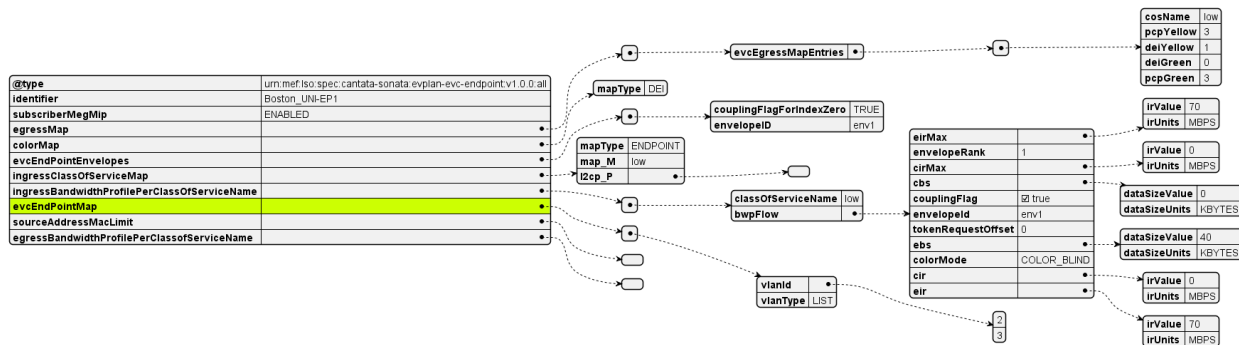 @type urn:mef:lso:spec:cantata-sonata:evplan-evc-endpoint:v1.0.0:all
identifier Boston_UNI-EP1
subscriberMegMip ENABLED
egressMap
colorMap
evcEndPointEnvelopes
ingressClassOfServiceMap
ingressBandwidthProfilePerClassOfServiceName
evcEndPointMap
sourceAddressMacLimit
egressBandwidthProfilePerClassofServiceName
evcEgressMapEntries
cosName low
pcpYellow 3
deiYellow 1
deiGreen 0
pcpGreen 3
mapType DEI
couplingFlagForIndexZero TRUE
envelopeID env1
mapType ENDPOINT
map_M low
l2cp_P
classOfServiceName low
bwpFlow
eirMax
envelopeRank 1
cirMax
cbs
couplingFlag ☑ true
envelopeId env1
tokenRequestOffset 0
ebs
colorMode COLOR_BLIND
cir
eir
irValue 70
irUnits MBPS
irValue 0
irUnits MBPS
dataSizeValue 0
dataSizeUnits KBYTES
dataSizeValue 40
dataSizeUnits KBYTES
irValue 0
irUnits MBPS
irValue 70
irUnits MBPS
vlanId
vlanType LIST
2
3